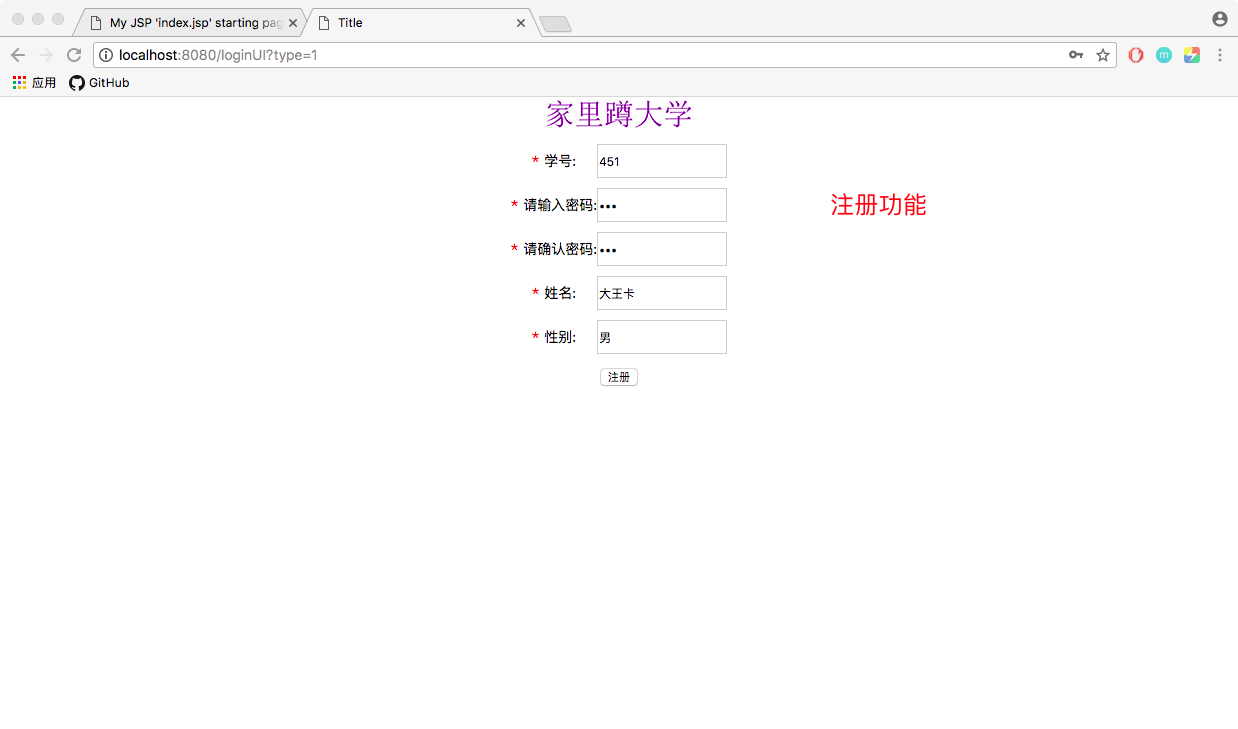 My JSP 'index.jsp' starting pag
Title
localhost:8080/loginUI?type=1
m
应用
GitHub
家里蹲大学
* 学号: 451
* 请输入密码: •••
注册功能
* 请确认密码: •••
* 姓名: 大王卡
* 性别: 男
注册